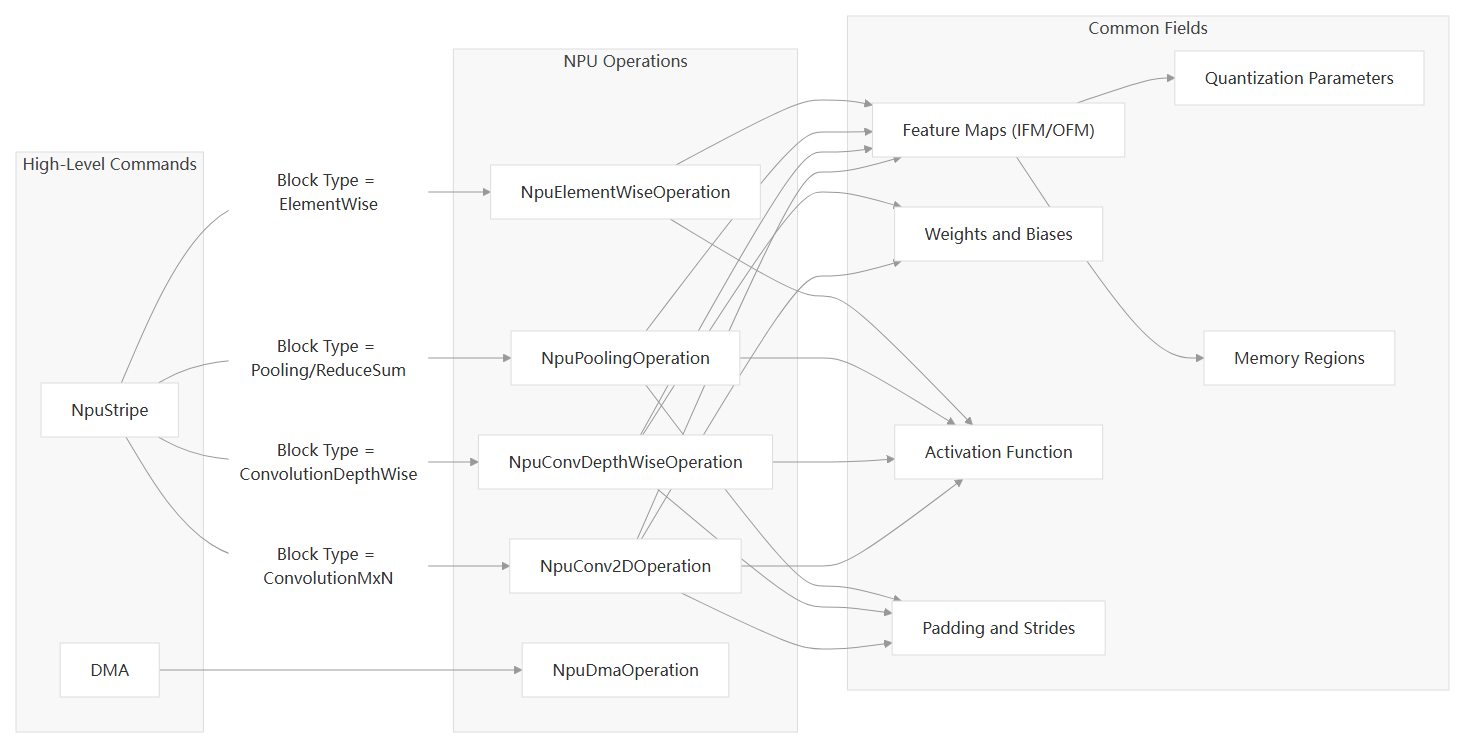 High-Level Commands
NpuStripe
DMA
Block Type =
ElementWise
Block Type =
Pooling/ReduceSum
Block Type =
ConvolutionDepthWise
Block Type =
ConvolutionMxN
NPU Operations
NpuElementWiseOperation
NpuPoolingOperation
NpuConvDepthWiseOperation
NpuConv2DOperation
NpuDmaOperation
Common Fields
Quantization Parameters
Feature Maps (IFM/OFM)
Weights and Biases
Memory Regions
Activation Function
Padding and Strides